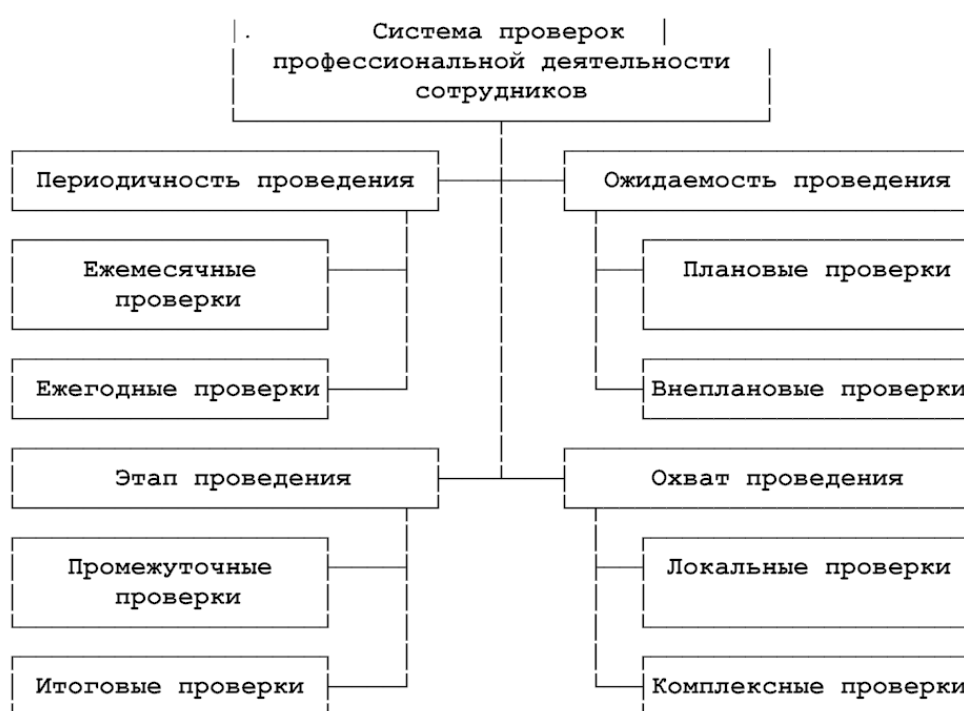 Система проверок
профессиональной деятельности
сотрудников
Периодичность проведения
Ожидаемость проведения
Ежемесячные
проверки
Плановые проверки
Ежегодные проверки
Внеплановые проверки
Этап проведения
Охват проведения
Промежуточные
проверки
Локальные проверки
Итоговые проверки
Комплексные проверки